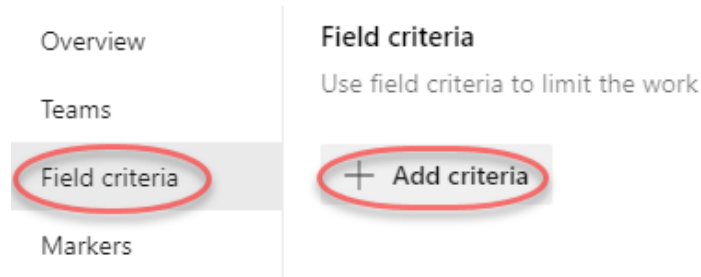 Overview
Teams
Field criteria
Markers
Field criteria
Use field criteria to limit the work
+ Add criteria